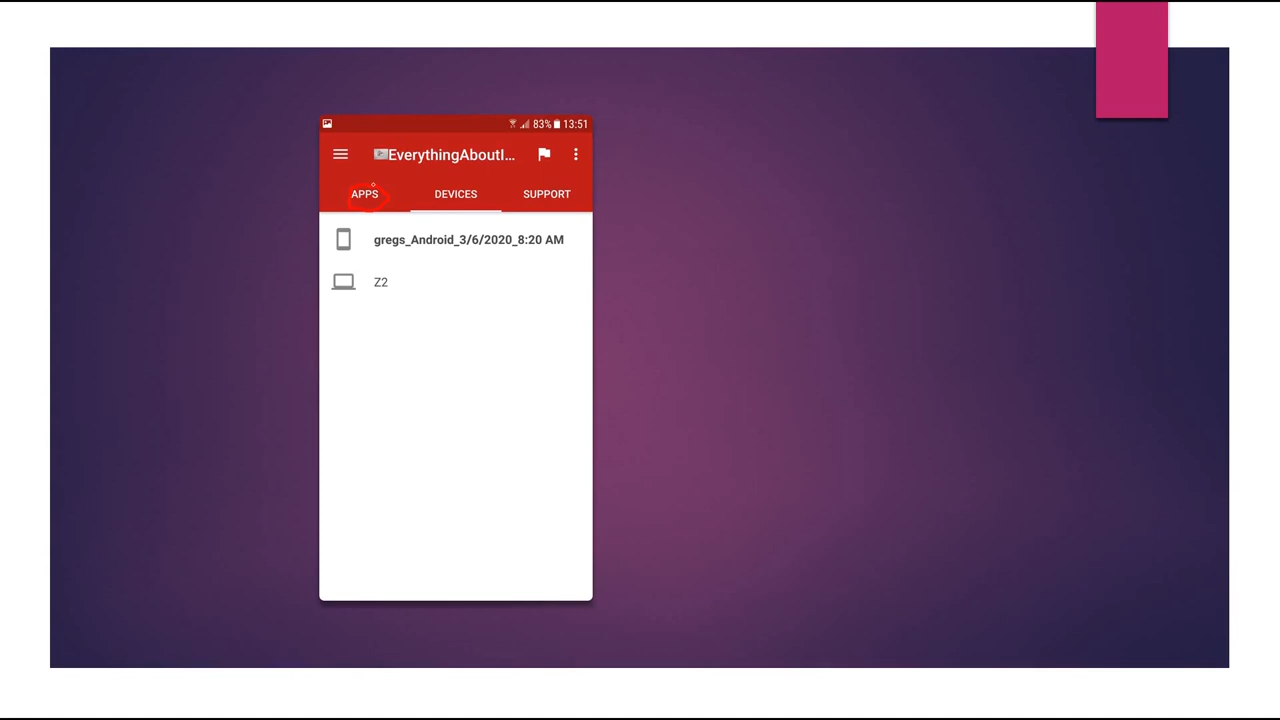 83% 13:51
EverythingAboutI...
APPS DEVICES SUPPORT
gregs_Android_3/6/2020_8:20 AM
Z2